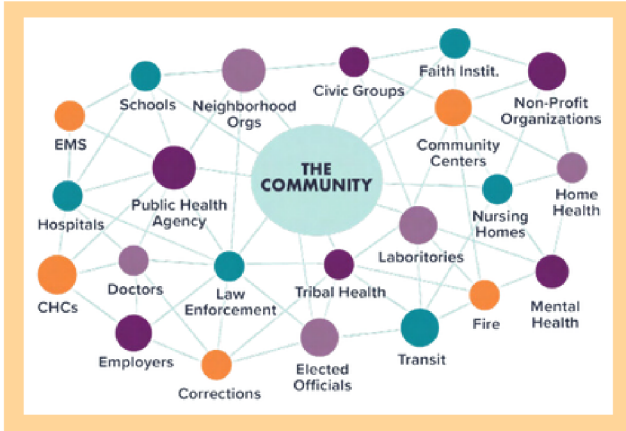 Schools
Neighborhood
Orgs
Civic Groups
Faith Instit.
Non-Profit
Organizations
EMS
Community
Centers
THE
COMMUNITY
Public Health
Agency
Hospitals
Nursing
Homes
Home
Health
Laboritories
CHCs
Doctors
Law
Enforcement
Tribal Health
Fire
Mental
Health
Employers
Corrections
Elected
Officials
Transit